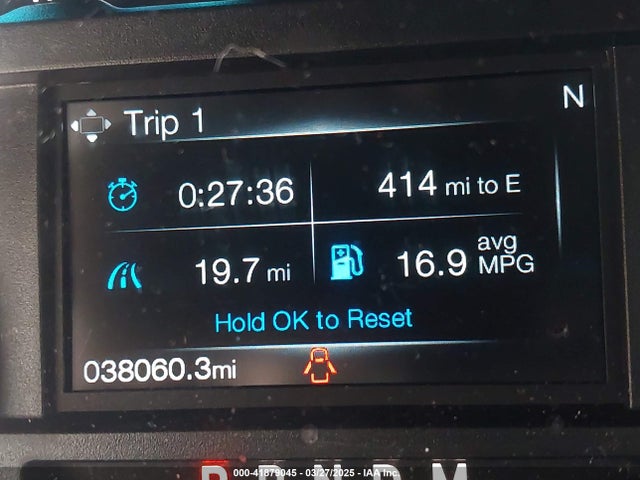 Trip 1
N
0:27:36
414 mi to E
19.7 mi
16.9 avg MPG
Hold OK to Reset
038060.3mi
000-41879045 - 03/27/2025 - IAA Inc.